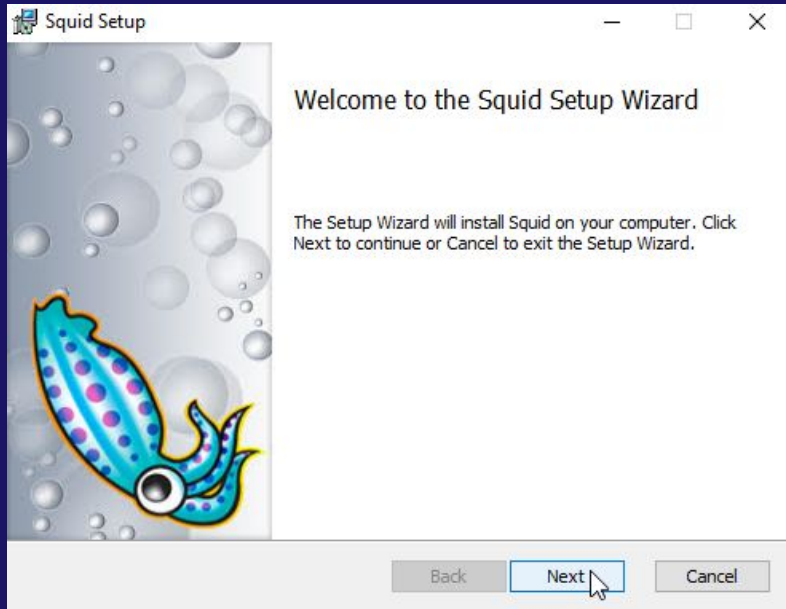 Squid Setup
Welcome to the Squid Setup Wizard
The Setup Wizard will install Squid on your computer. Click
Next to continue or Cancel to exit the Setup Wizard.
Back
Next
Cancel